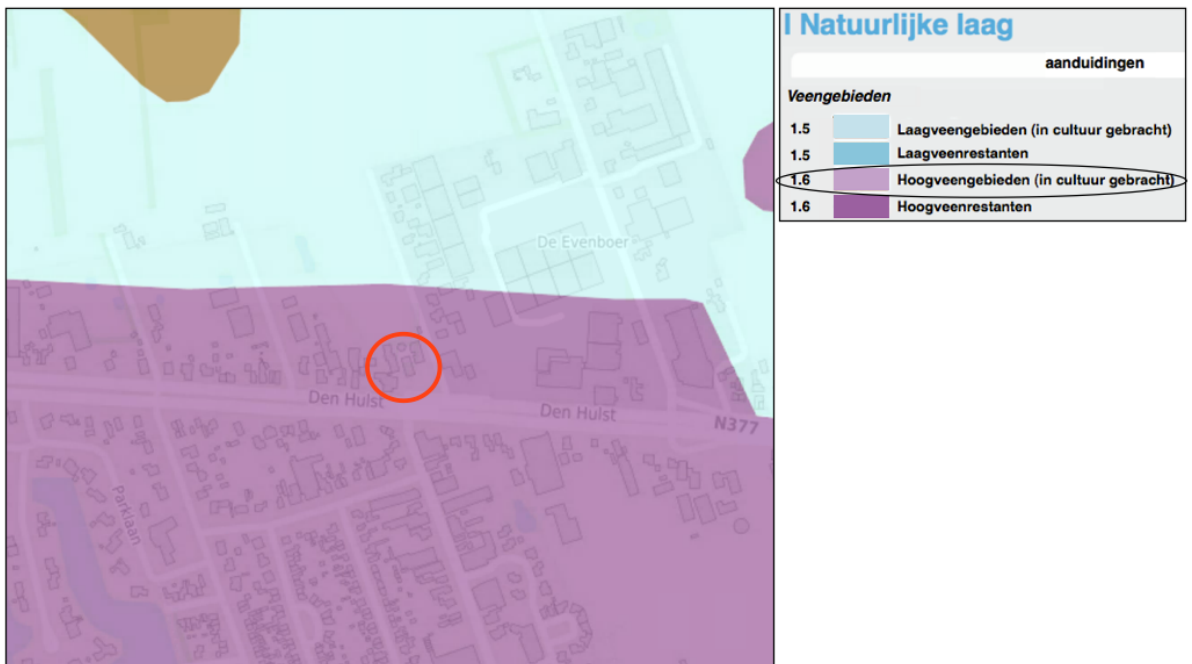 De Evenboer
Den Hulst
Den Hulst
N377
Parklaan
I Natuurlijke laag
aanduidingen
Veengebieden
1.5 Laagveengebieden (in cultuur gebracht)
1.5 Laagveenrestanten
1.6 Hoogveengebieden (in cultuur gebracht)
1.6 Hoogveenrestanten